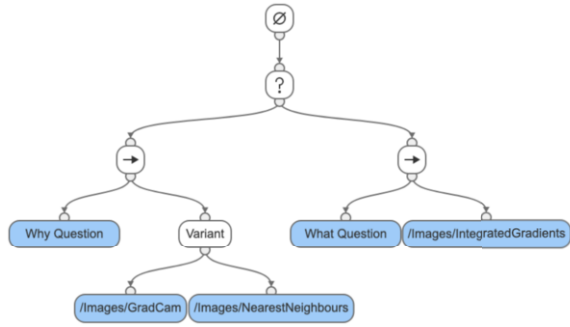 ∅
?
→
→
Why Question
Variant
What Question
/Images/IntegratedGradients
/Images/GradCam
/Images/NearestNeighbours